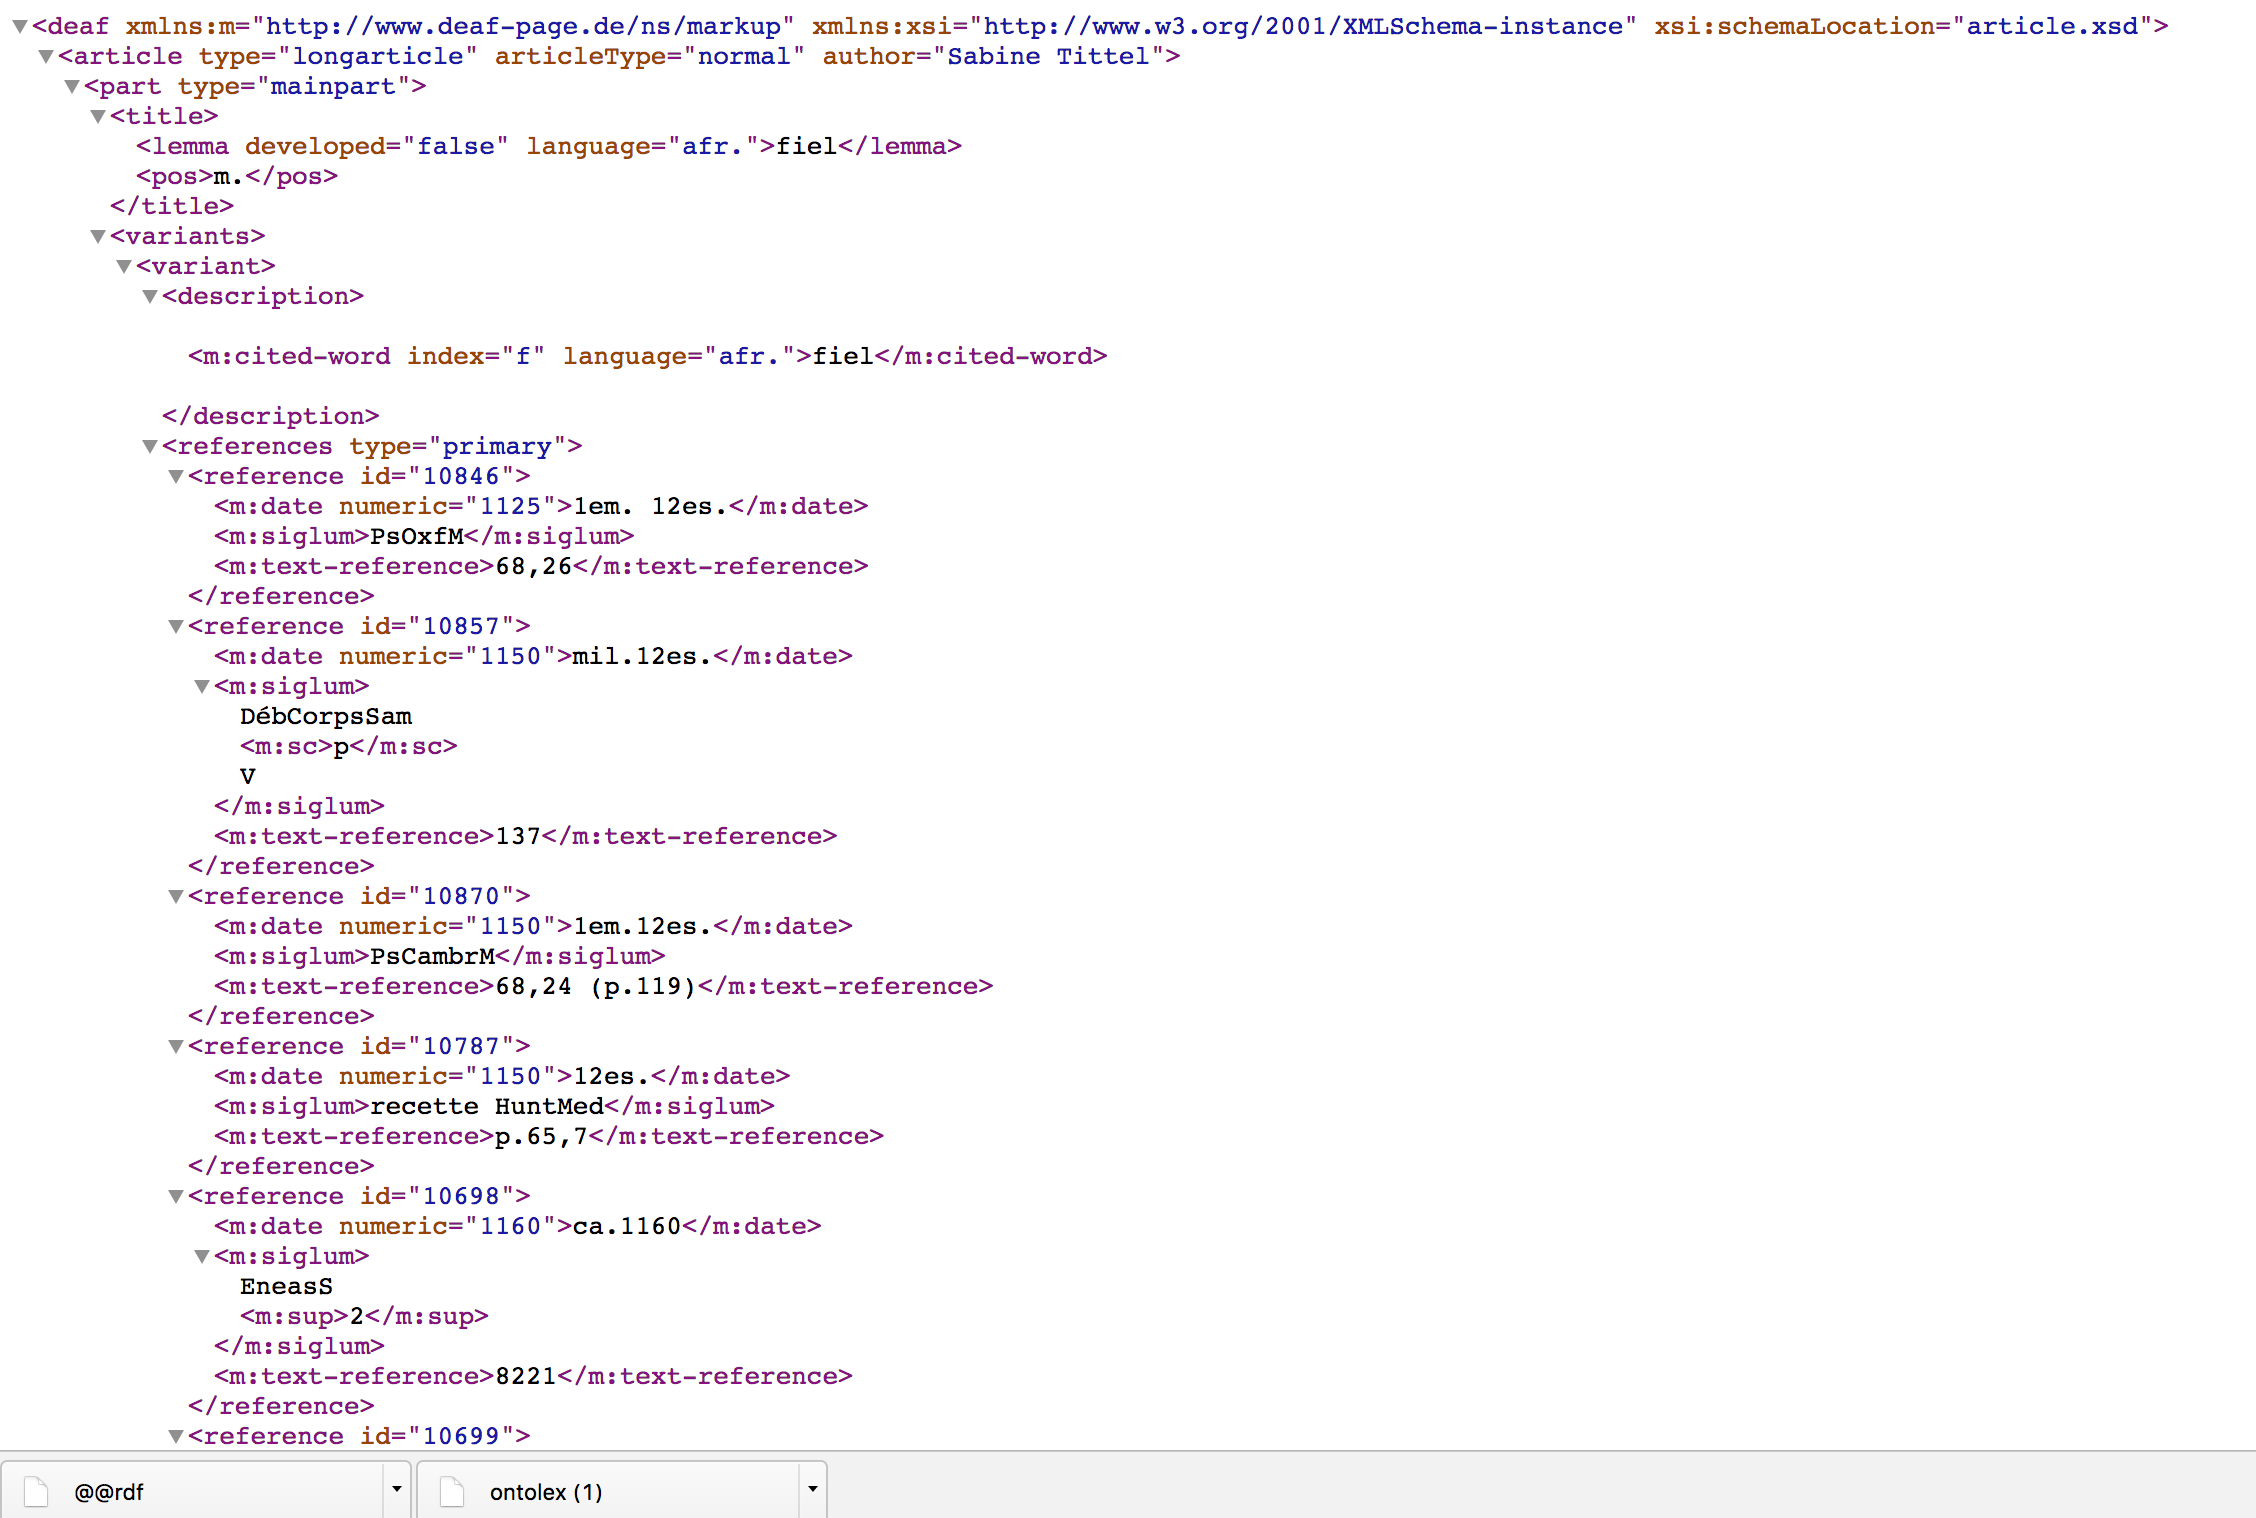 ▼<deaf xmlns:m="http://www.deaf-page.de/ns/markup" xmlns:xsi="http://www.w3.org/2001/XMLSchema-instance" xsi:schemaLocation="article.xsd">
▼<article type="longarticle" articleType="normal" author="Sabine Tittel">
▼<part type="mainpart">
▼<title>
<lemma developed="false" language="afr.">fiel</lemma>
<pos>m.</pos>
</title>
▼<variants>
▼<variant>
▼<description>
<m:cited-word index="f" language="afr.">fiel</m:cited-word>
</description>
▼<references type="primary">
▼<reference id="10846">
<m:date numeric="1125">1em. 12es.</m:date>
<m:siglum>PsOxfM</m:siglum>
<m:text-reference>68,26</m:text-reference>
</reference>
▼<reference id="10857">
<m:date numeric="1150">mil.12es.</m:date>
▼<m:siglum>
DébCorpsSam
<m:sc>p</m:sc>
V
</m:siglum>
<m:text-reference>137</m:text-reference>
</reference>
▼<reference id="10870">
<m:date numeric="1150">1em.12es.</m:date>
<m:siglum>PsCambrM</m:siglum>
<m:text-reference>68,24 (p.119)</m:text-reference>
</reference>
▼<reference id="10787">
<m:date numeric="1150">12es.</m:date>
<m:siglum>recette HuntMed</m:siglum>
<m:text-reference>p.65,7</m:text-reference>
</reference>
▼<reference id="10698">
<m:date numeric="1160">ca.1160</m:date>
▼<m:siglum>
EneasS
<m:sup>2</m:sup>
</m:siglum>
<m:text-reference>8221</m:text-reference>
</reference>
▼<reference id="10699">
@@rdf
ontolex (1)